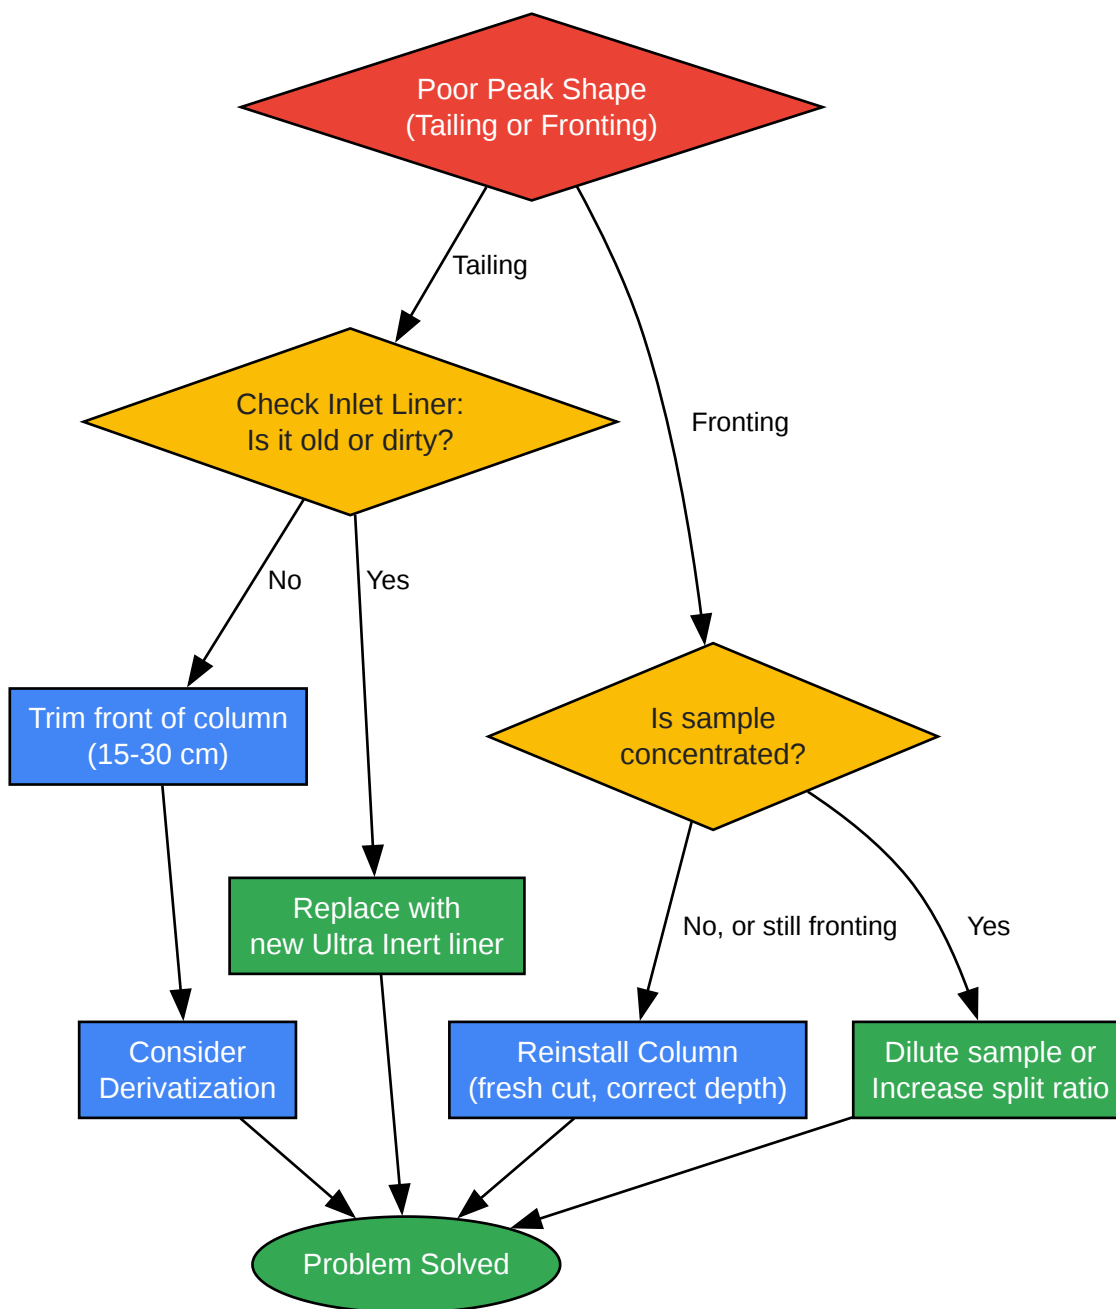 Poor Peak Shape
(Tailing or Fronting)
Tailing
Check Inlet Liner:
Is it old or dirty?
Fronting
No
Yes
Trim front of column
(15-30 cm)
Is sample
concentrated?
Replace with
new Ultra Inert liner
No, or still fronting
Yes
Consider
Derivatization
Reinstall Column
(fresh cut, correct depth)
Dilute sample or
Increase split ratio
Problem Solved